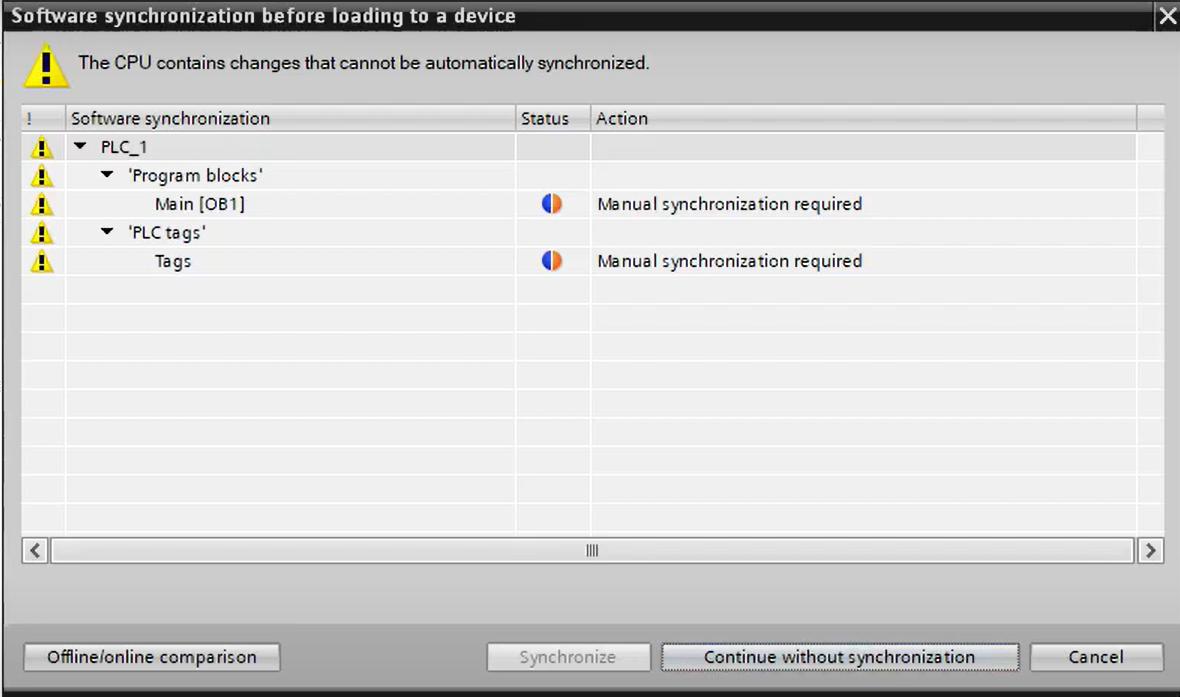 Software synchronization before loading to a device
The CPU contains changes that cannot be automatically synchronized.
! Software synchronization Status Action
PLC_1
'Program blocks'
Main [OB1] Manual synchronization required
'PLC tags'
Tags Manual synchronization required
Offline/online comparison Synchronize Continue without synchronization Cancel